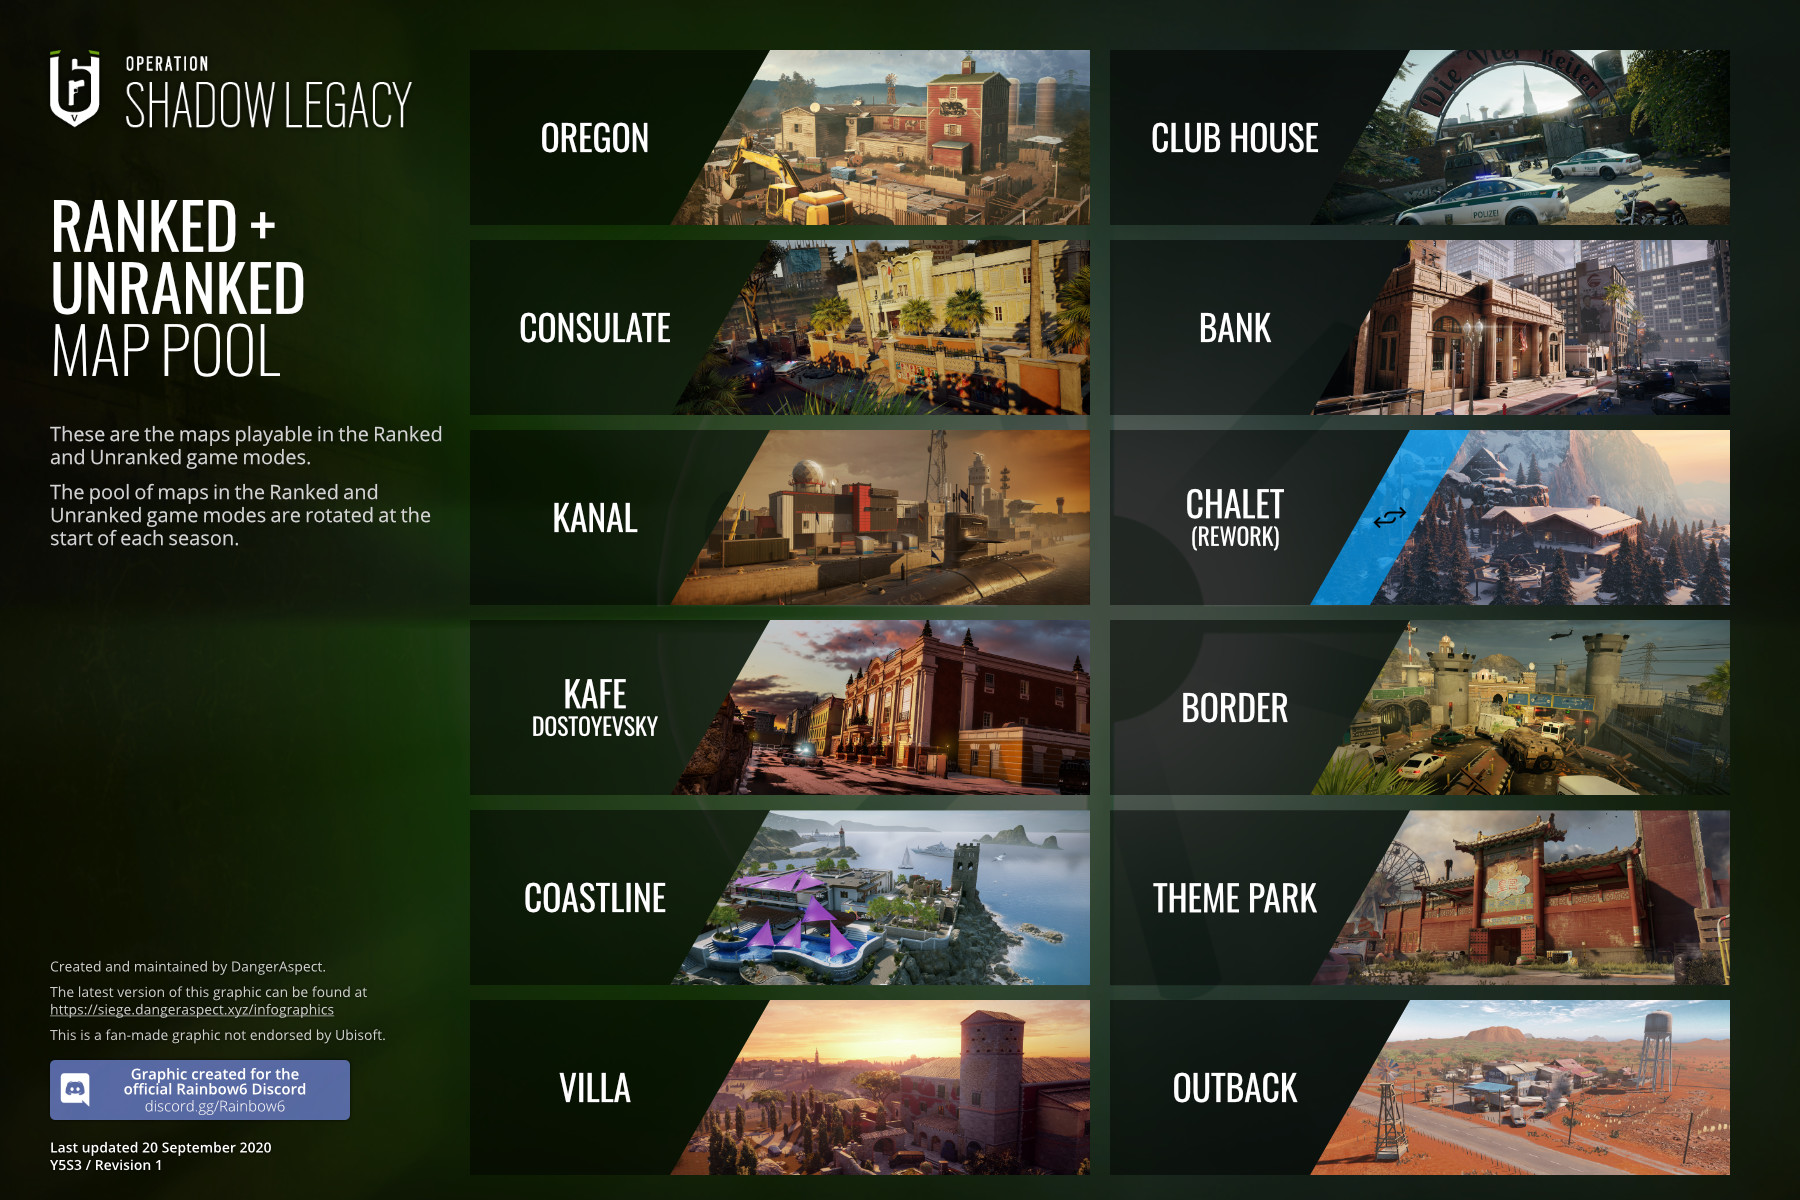 OPERATION
SHADOW LEGACY
RANKED +
UNRANKED
MAP POOL
These are the maps playable in the Ranked
and Unranked game modes.
The pool of maps in the Ranked and
Unranked game modes are rotated at the
start of each season.
Created and maintained by DangerAspect.
The latest version of this graphic can be found at
https://siege.dangeraspect.xyz/infographics
This is a fan-made graphic not endorsed by Ubisoft.
Graphic created for the
official Rainbow6 Discord
discord.gg/Rainbow6
Last updated 20 September 2020
Y5S3 / Revision 1
OREGON
CLUB HOUSE
Die Vier Reiter
POLIZEI
CONSULATE
BANK
KANAL
CHALET
(REWORK)
KAFE
DOSTOYEVSKY
BORDER
COASTLINE
THEME PARK
VILLA
OUTBACK